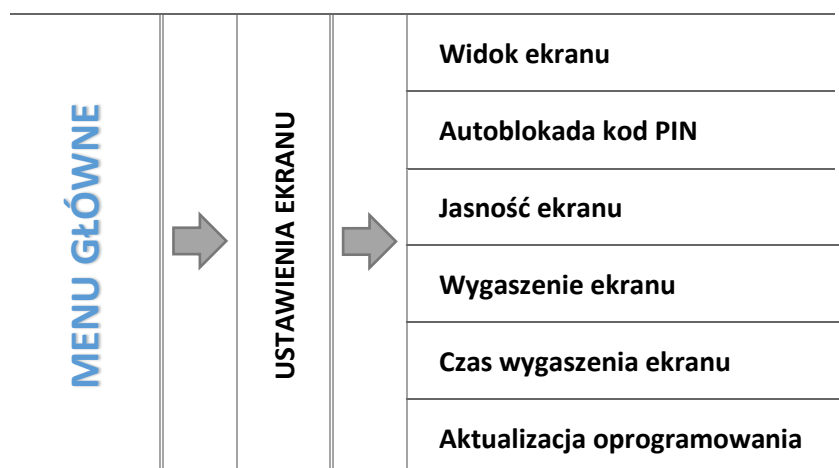 MENU GŁÓWNE
USTAWIENIA EKRANU
Widok ekranu
Autoblokada kod PIN
Jasność ekranu
Wygaszenie ekranu
Czas wygaszenia ekranu
Aktualizacja oprogramowania